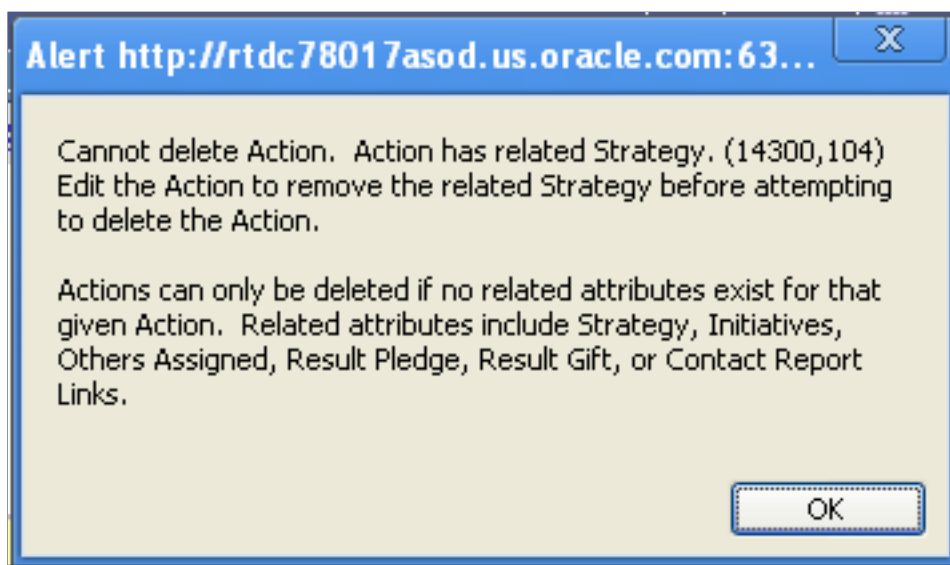 Alert http://rtdc78017asod.us.oracle.com:63...
Cannot delete Action.  Action has related Strategy. (14300,104)
Edit the Action to remove the related Strategy before attempting
to delete the Action.
Actions can only be deleted if no related attributes exist for that
given Action.  Related attributes include Strategy, Initiatives,
Others Assigned, Result Pledge, Result Gift, or Contact Report
Links.
OK